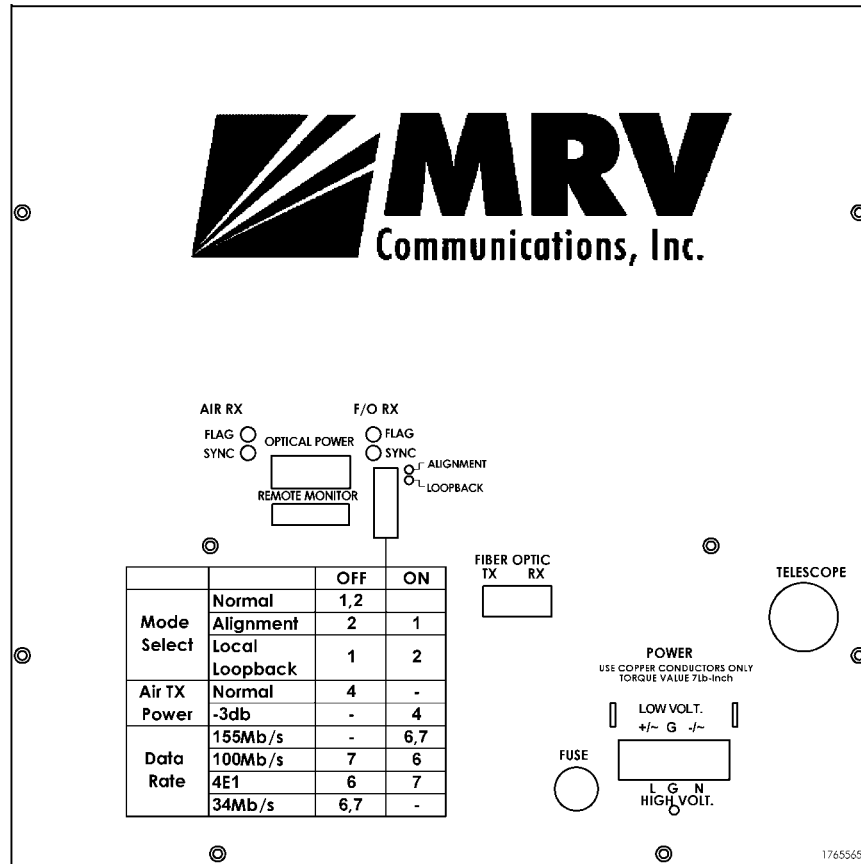 MRV
Communications, Inc.
AIR RX F/O RX
FLAG OPTICAL POWER FLAG
SYNC SYNC
ALIGNMENT
REMOTE MONITOR LOOPBACK
FIBER OPTIC
TX RX
TELESCOPE
OFF ON
Mode Select
Normal 1,2
Alignment 2 1
Local Loopback 1 2
Air TX Power
Normal 4 -
-3db - 4
Data Rate
155Mb/s - 6,7
100Mb/s 7 6
4E1 6 7
34Mb/s 6,7 -
POWER
USE COPPER CONDUCTORS ONLY
TORQUE VALUE 7Lb-Inch
LOW VOLT.
+/~ G -/~
FUSE
L G N
HIGH VOLT.
1765565